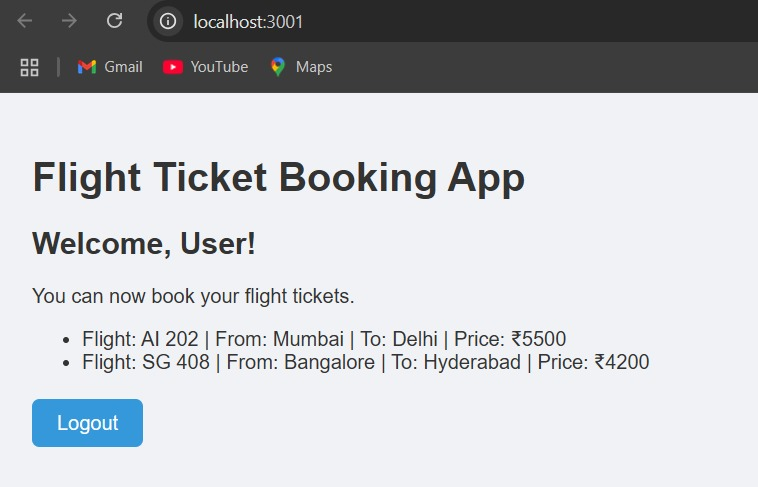 localhost:3001
Gmail YouTube Maps
Flight Ticket Booking App
Welcome, User!
You can now book your flight tickets.
• Flight: AI 202 | From: Mumbai | To: Delhi | Price: ₹5500
• Flight: SG 408 | From: Bangalore | To: Hyderabad | Price: ₹4200
Logout